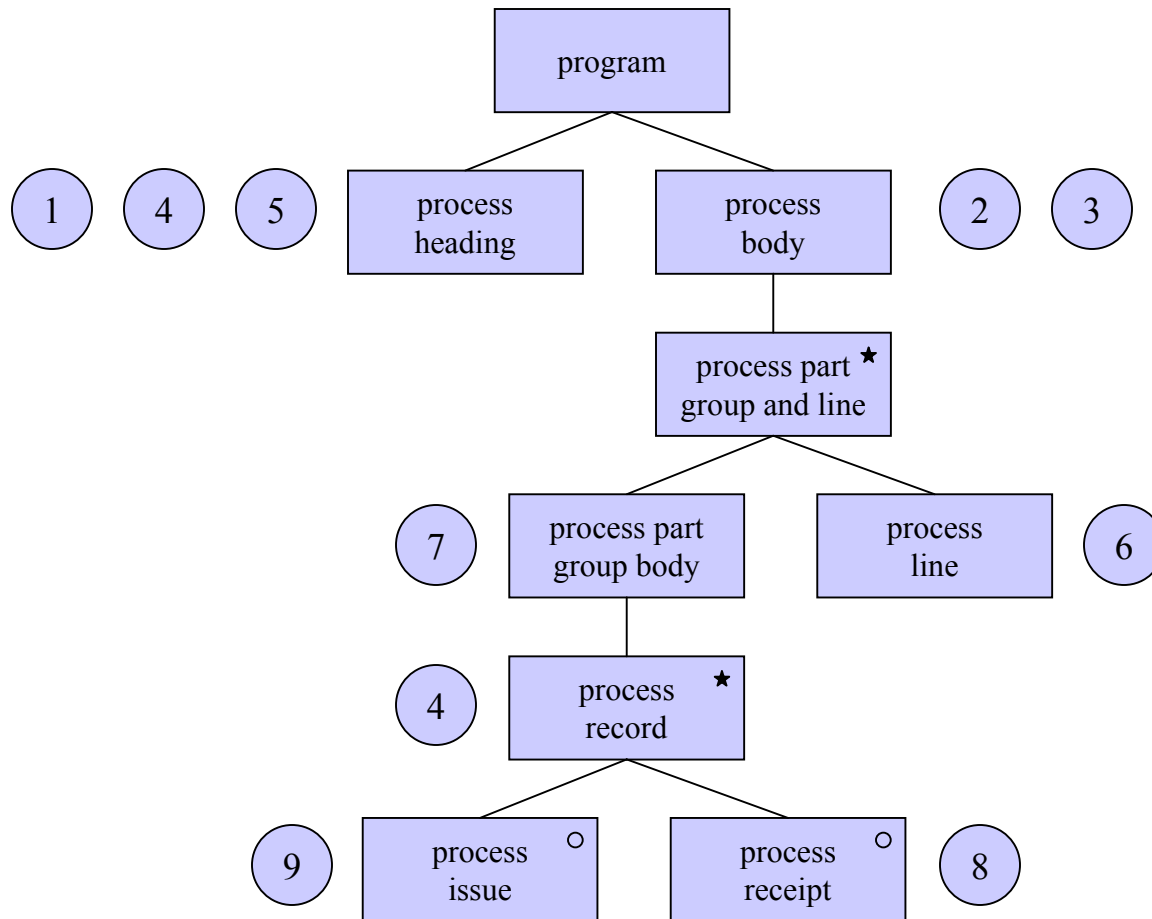 program
1
4
5
process
heading
process
body
2
3
process part
group and line
7
process part
group body
process
line
6
4
process
record
9
process
issue
process
receipt
8